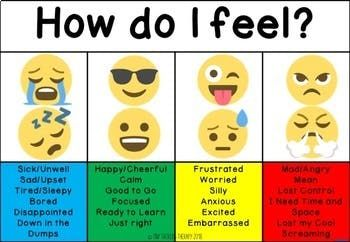 How do I feel?
Sick/Unwell
Sad/Upset
Tired/Sleepy
Bored
Disappointed
Down in the
Dumps
Happy/Cheerful
Calm
Good to Go
Focused
Ready to Learn
Just right
Frustrated
Worried
Silly
Anxious
Excited
Embarrassed
Mad/Angry
Mean
Lost Control
I Need Time and
Space
Lost my Cool
Screaming